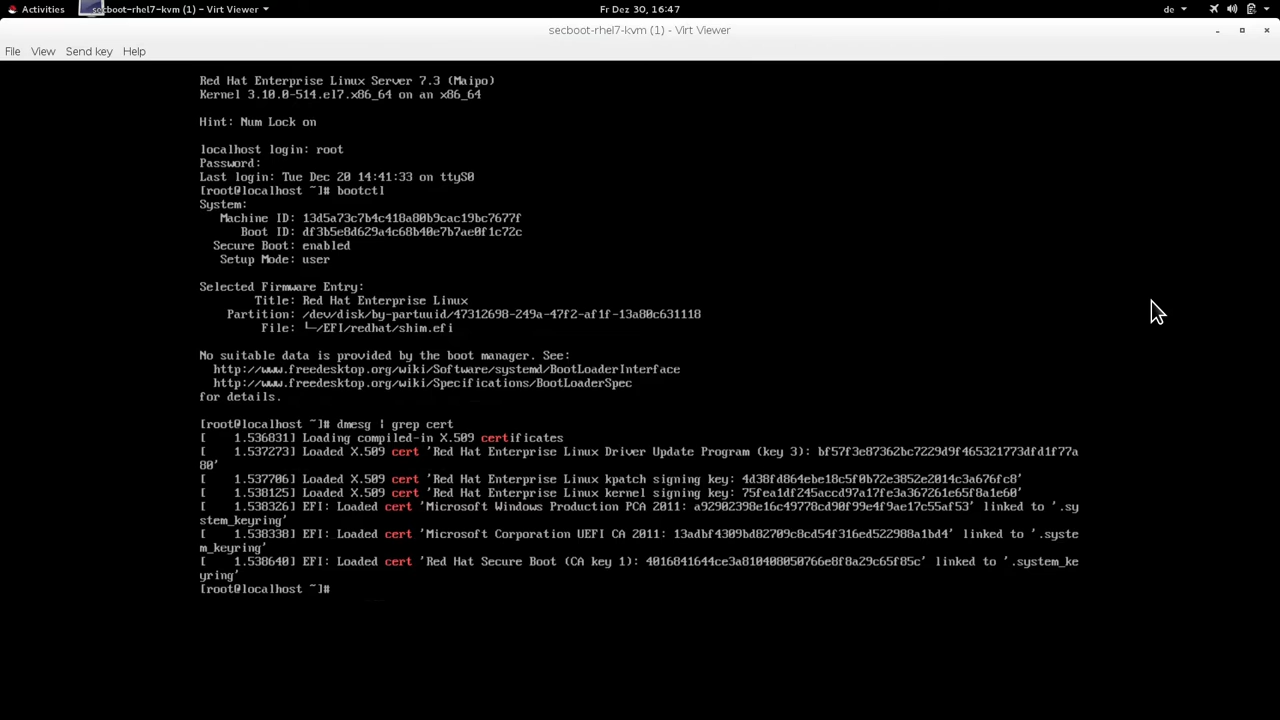 Activities secboot-rhel7-kvm (1) - Virt Viewer Fr Dez 30, 16:47 de
secboot-rhel7-kvm (1) - Virt Viewer
File View Send key Help
Red Hat Enterprise Linux Server 7.3 (Maipo)
Kernel 3.10.0-514.el7.x86_64 on an x86_64
Hint: Num Lock on
localhost login: root
Password:
Last login: Tue Dec 20 14:41:33 on ttyS0
[root@localhost ~]# bootctl
System:
Machine ID: 13d5a73c7b4c418a80b9cac19bc7677f
Boot ID: df3b5e8d629a4c68b40e7b7ae0f1c72c
Secure Boot: enabled
Setup Mode: user
Selected Firmware Entry:
Title: Red Hat Enterprise Linux
Partition: /dev/disk/by-partuuid/47312698-249a-47f2-af1f-13a80c631118
File: └─/EFI/redhat/shim.efi
No suitable data is provided by the boot manager. See:
http://www.freedesktop.org/wiki/Software/systemd/BootLoaderInterface
http://www.freedesktop.org/wiki/Specifications/BootLoaderSpec
for details.
[root@localhost ~]# dmesg | grep cert
[ 1.536831] Loading compiled-in X.509 certificates
[ 1.537273] Loaded X.509 cert 'Red Hat Enterprise Linux Driver Update Program (key 3): bf57f3e87362bc7229d9f465321773dfd1f77a
80'
[ 1.537706] Loaded X.509 cert 'Red Hat Enterprise Linux kpatch signing key: 4d38fd864ebe18c5f0b72e3852e2014c3a676fc8'
[ 1.538125] Loaded X.509 cert 'Red Hat Enterprise Linux kernel signing key: 75fea1df245accd97a17fe3a367261e65f8a1e60'
[ 1.538326] EFI: Loaded cert 'Microsoft Windows Production PCA 2011: a92902398e16c49778cd90f99e4f9ae17c55af53' linked to '.sy
stem_keyring'
[ 1.538338] EFI: Loaded cert 'Microsoft Corporation UEFI CA 2011: 13adbf4309bd82709c8cd54f316ed522988a1bd4' linked to '.syste
m_keyring'
[ 1.538640] EFI: Loaded cert 'Red Hat Secure Boot (CA key 1): 4016841644ce3a810408050766e8f8a29c65f85c' linked to '.system_ke
yring'
[root@localhost ~]#